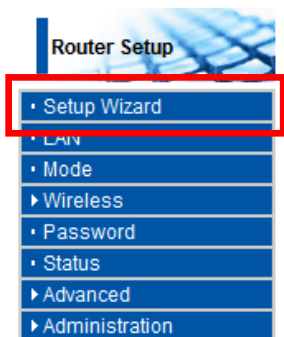 Router Setup
Setup Wizard
LAN
Mode
Wireless
Password
Status
Advanced
Administration